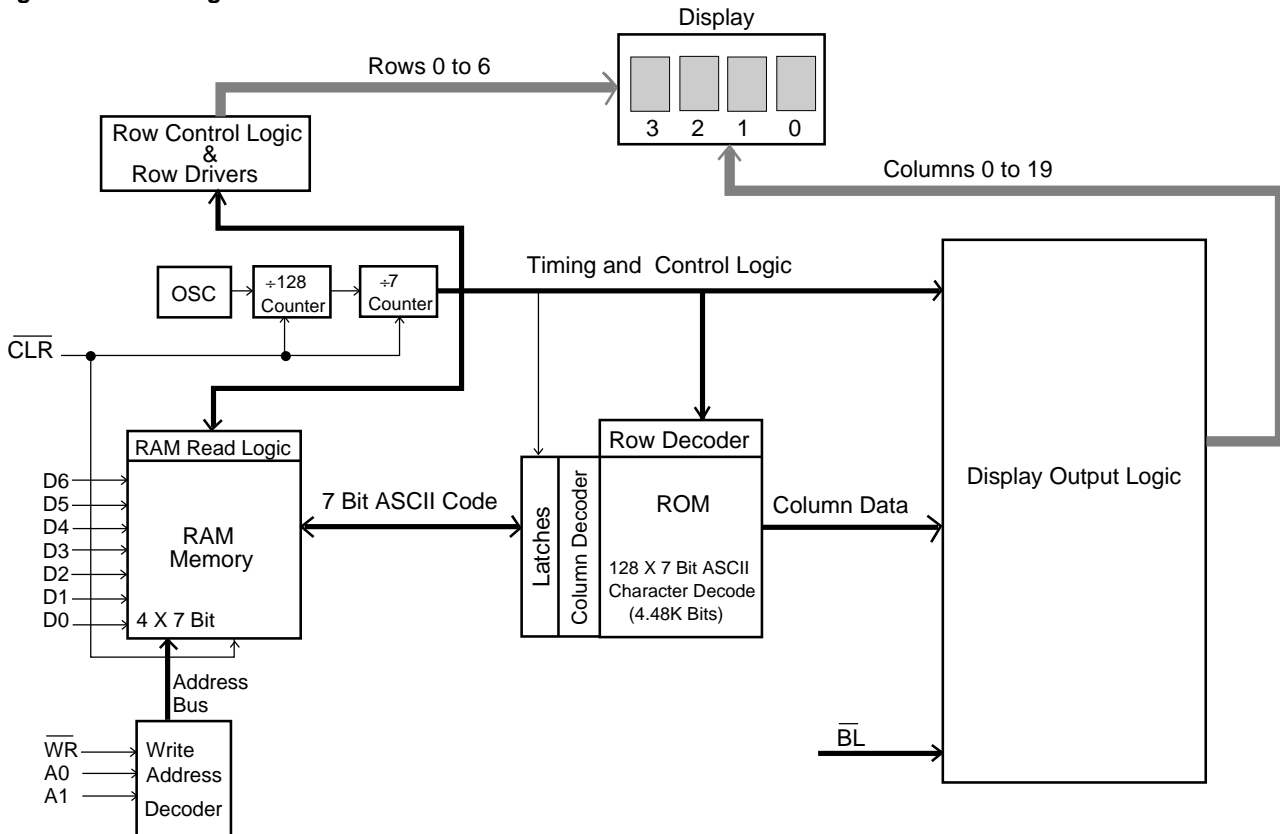 Display
Rows 0 to 6
3 2 1 0
Row Control Logic
&
Row Drivers
Columns 0 to 19
Timing and Control Logic
OSC
÷128
Counter
÷7
Counter
C̅L̅R̅
RAM Read Logic
Row Decoder
D6
D5
D4
D3
D2
D1
D0
RAM
Memory
4 X 7 Bit
7 Bit ASCII Code
Latches
Column Decoder
ROM
128 X 7 Bit ASCII
Character Decode
(4.48K Bits)
Column Data
Display Output Logic
Address
Bus
W̅R̅
A0
A1
Write
Address
Decoder
B̅L̅